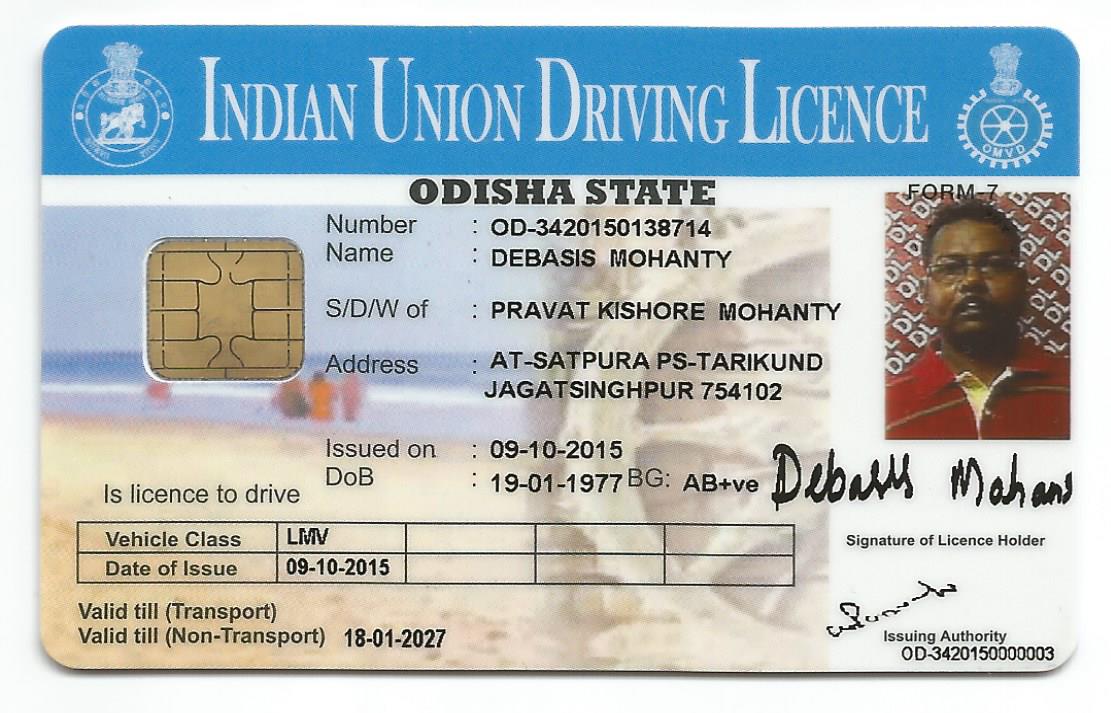 INDIAN UNION DRIVING LICENCE
OMVD
ODISHA STATE
FORM-7
Number : OD-3420150138714
Name : DEBASIS MOHANTY
S/D/W of : PRAVAT KISHORE MOHANTY
Address : AT-SATPURA PS-TARIKUND
JAGATSINGHPUR 754102
Issued on : 09-10-2015
DoB : 19-01-1977 BG: AB+ve
Debasis Mohans
Is licence to drive
Signature of Licence Holder
Vehicle Class LMV
Date of Issue 09-10-2015
Valid till (Transport)
Valid till (Non-Transport) 18-01-2027
Issuing Authority
OD-3420150000003